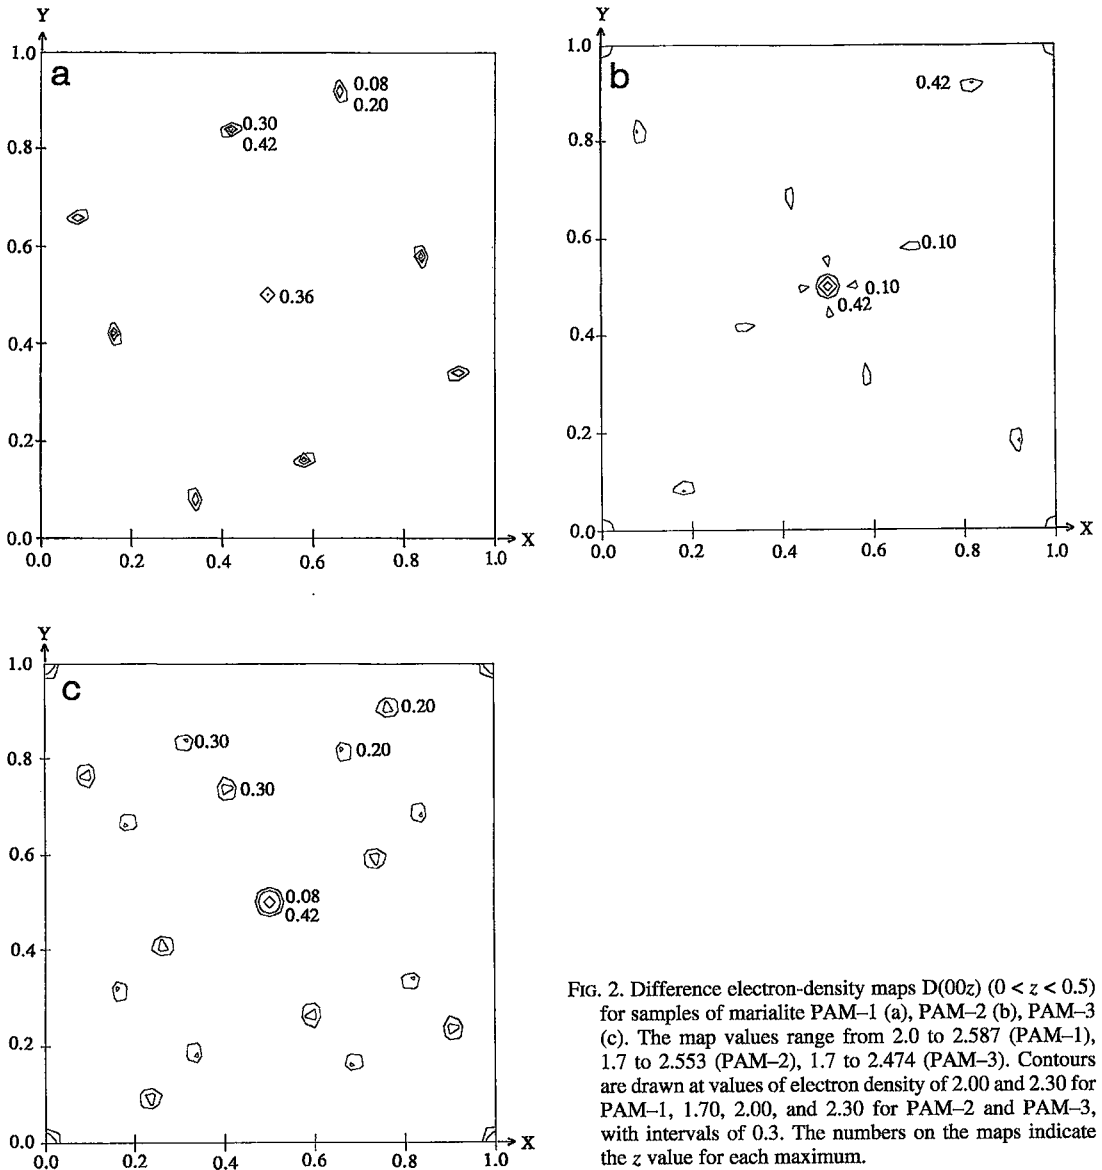 Y
1.0
a
0.08
0.20
0.30
0.42
0.8
0.6
0.36
0.4
0.2
0.0
X
0.0 0.2 0.4 0.6 0.8 1.0
Y
1.0
b
0.42
0.8
0.6
0.10
0.10
0.42
0.4
0.2
0.0
X
0.0 0.4 0.6 0.8 1.0
Y
1.0
c
0.20
0.8
0.30
0.20
0.30
0.6
0.08
0.42
0.4
0.2
0.0
X
0.0 0.2 0.4 0.6 0.8 1.0
FIG. 2. Difference electron-density maps D(00z) (0 < z < 0.5)
for samples of marialite PAM–1 (a), PAM–2 (b), PAM–3
(c). The map values range from 2.0 to 2.587 (PAM–1),
1.7 to 2.553 (PAM–2), 1.7 to 2.474 (PAM–3). Contours
are drawn at values of electron density of 2.00 and 2.30 for
PAM–1, 1.70, 2.00, and 2.30 for PAM–2 and PAM–3,
with intervals of 0.3. The numbers on the maps indicate
the z value for each maximum.